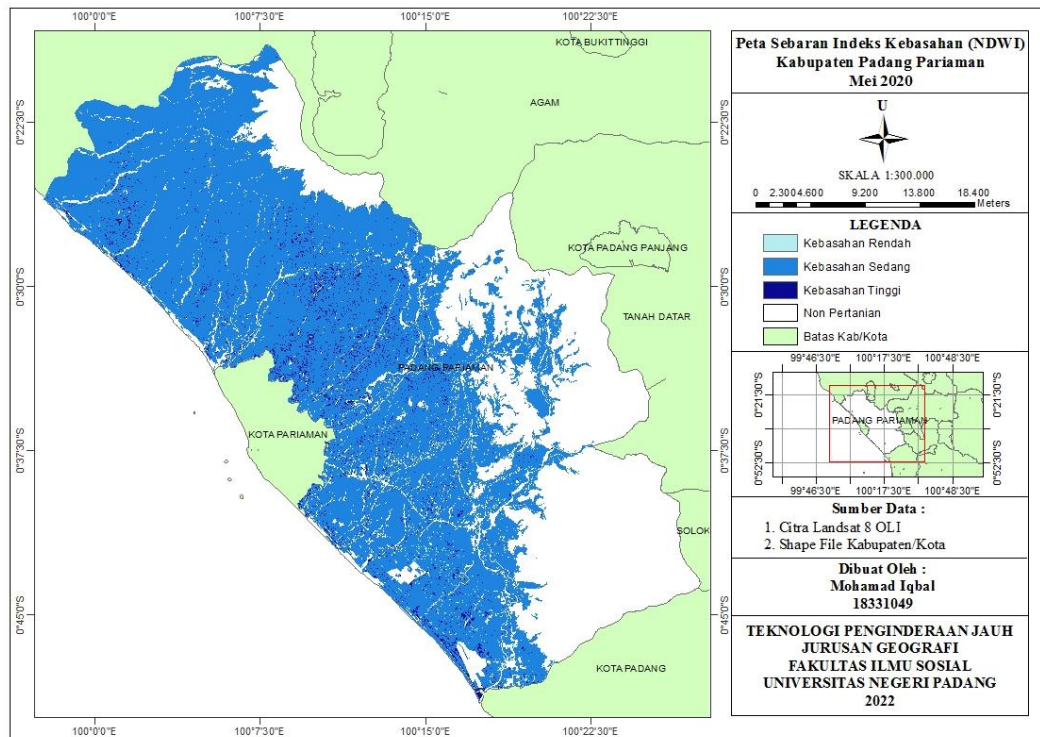 100°0'0"E 100°7'30"E 100°15'0"E 100°22'30"E
0°22'30"S
0°30'0"S
0°37'30"S
0°45'0"S
KOTA BUKITTINGGI
AGAM
KOTA PADANG PANJANG
TANAH DATAR
PADANG PARIAMAN
KOTA PARIAMAN
SOLOK
KOTA PADANG
0°22'30"S
0°30'0"S
0°37'30"S
0°45'0"S
100°0'0"E 100°7'30"E 100°15'0"E 100°22'30"E
Peta Sebaran Indeks Kebasahan (NDWI)
Kabupaten Padang Pariaman
Mei 2020
U
SKALA 1:300.000
0 2.300 4.600 9.200 13.800 18.400
Meters
LEGENDA
Kebasahan Rendah
Kebasahan Sedang
Kebasahan Tinggi
Non Pertanian
Batas Kab/Kota
99°46'30"E 100°17'30"E 100°48'30"E
0°21'30"S
0°52'30"S
PADANG PARIAMAN
0°21'30"S
0°52'30"S
99°46'30"E 100°17'30"E 100°48'30"E
Sumber Data :
1. Citra Landsat 8 OLI
2. Shape File Kabupaten/Kota
Dibuat Oleh :
Mohamad Iqbal
18331049
TEKNOLOGI PENGINDERAAN JAUH
JURUSAN GEOGRAFI
FAKULTAS ILMU SOSIAL
UNIVERSITAS NEGERI PADANG
2022